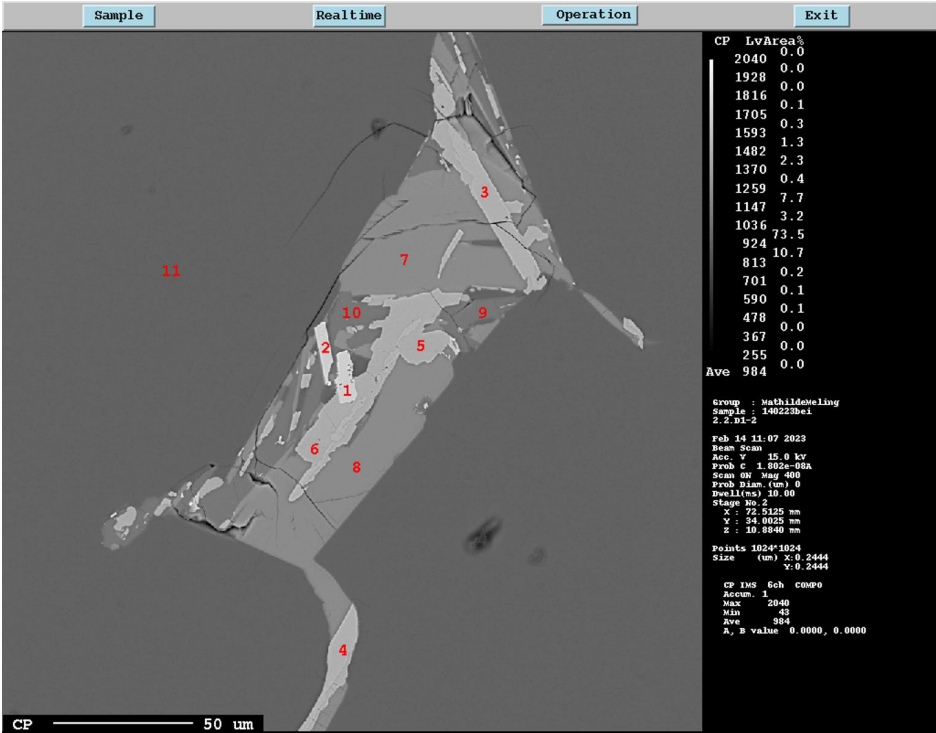 Sample Realtime Operation Exit
CP LvArea%
0.0
2040
0.0
1928
0.0
1816
0.1
1705
0.3
1593
1.3
1482
2.3
1370
0.4
1259
7.7
1147
3.2
1036
73.5
924
10.7
813
0.2
701
0.1
590
0.1
478
0.0
367
0.0
255
0.0
Ave 984
Group : MathildeMeling
Sample : 140223bei
2.2.D1-2
Feb 14 11:07 2023
Beam Scan
Acc. V 15.0 kV
Prob C 1.802e-08A
Scan ON Mag 400
Prob Diam.(um) 0
Dwell(ms) 10.00
Stage No.2
X : 72.5125 mm
Y : 34.0025 mm
Z : 10.8840 mm
Points 1024*1024
Size (um) X:0.2444
Y:0.2444
CP IMS 6ch COMPO
Accum. 1
Max 2040
Min 43
Ave 984
A, B value 0.0000, 0.0000
3
7
11
10
9
2
5
1
6
8
4
CP 50 um